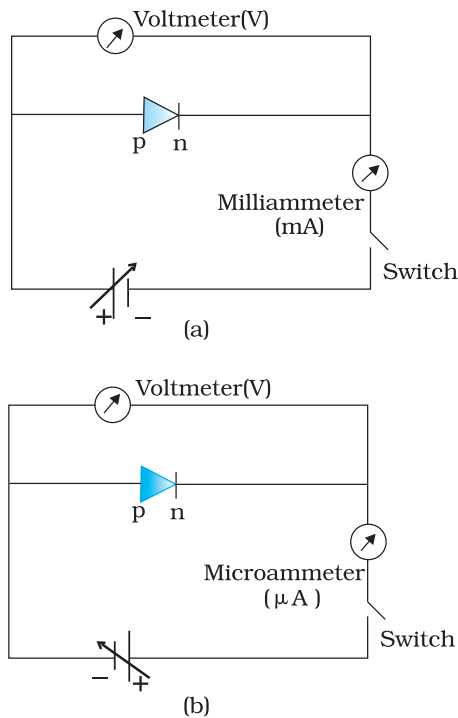 Voltmeter(V)
p n
Milliammeter
(mA)
Switch
+ −
(a)
Voltmeter(V)
p n
Microammeter
(μA)
Switch
− +
(b)